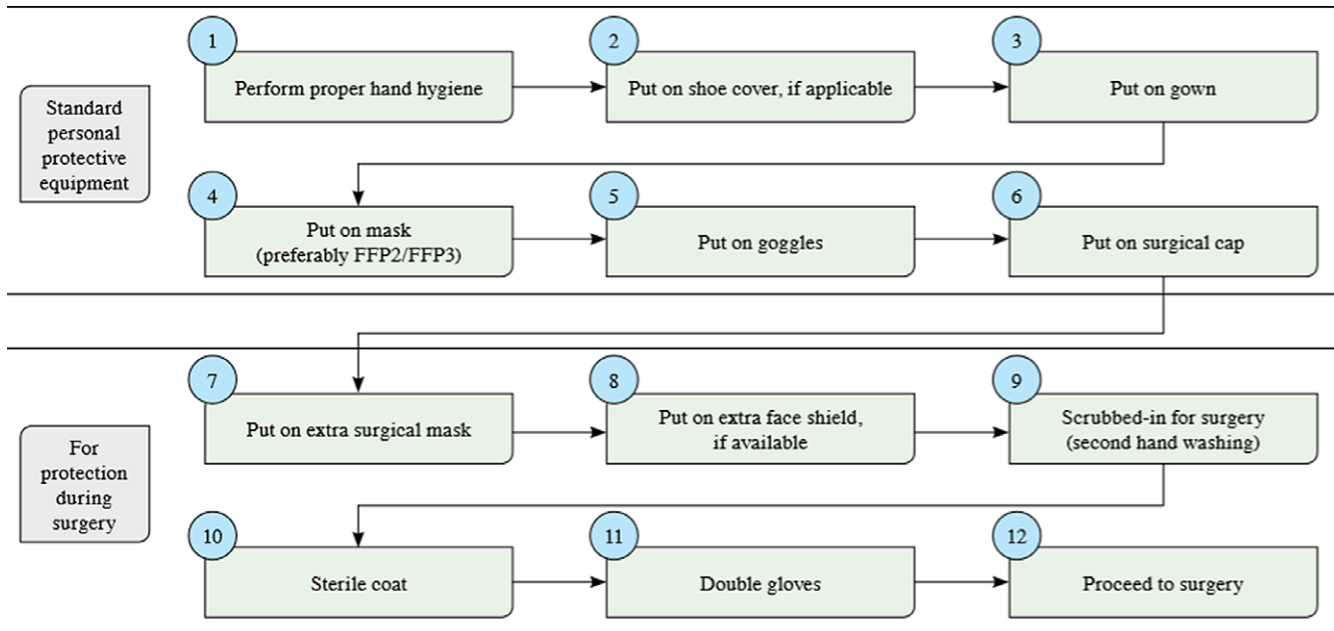 Standard
personal
protective
equipment
1
Perform proper hand hygiene
2
Put on shoe cover, if applicable
3
Put on gown
4
Put on mask
(preferably FFP2/FFP3)
5
Put on goggles
6
Put on surgical cap
For
protection
during
surgery
7
Put on extra surgical mask
8
Put on extra face shield,
if available
9
Scrubbed-in for surgery
(second hand washing)
10
Sterile coat
11
Double gloves
12
Proceed to surgery